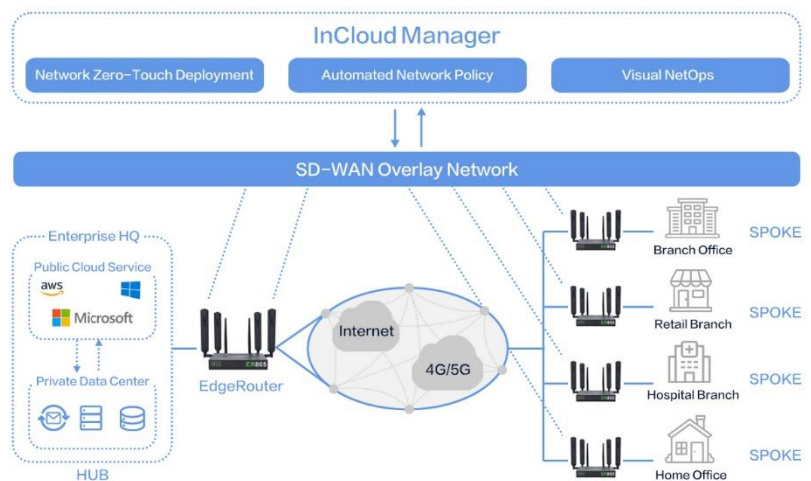 InCloud Manager
Network Zero-Touch Deployment
Automated Network Policy
Visual NetOps
SD-WAN Overlay Network
Enterprise HQ
Public Cloud Service
aws
Microsoft
Private Data Center
HUB
ER805
EdgeRouter
Internet
4G/5G
Branch Office
SPOKE
Retail Branch
SPOKE
Hospital Branch
SPOKE
Home Office
SPOKE